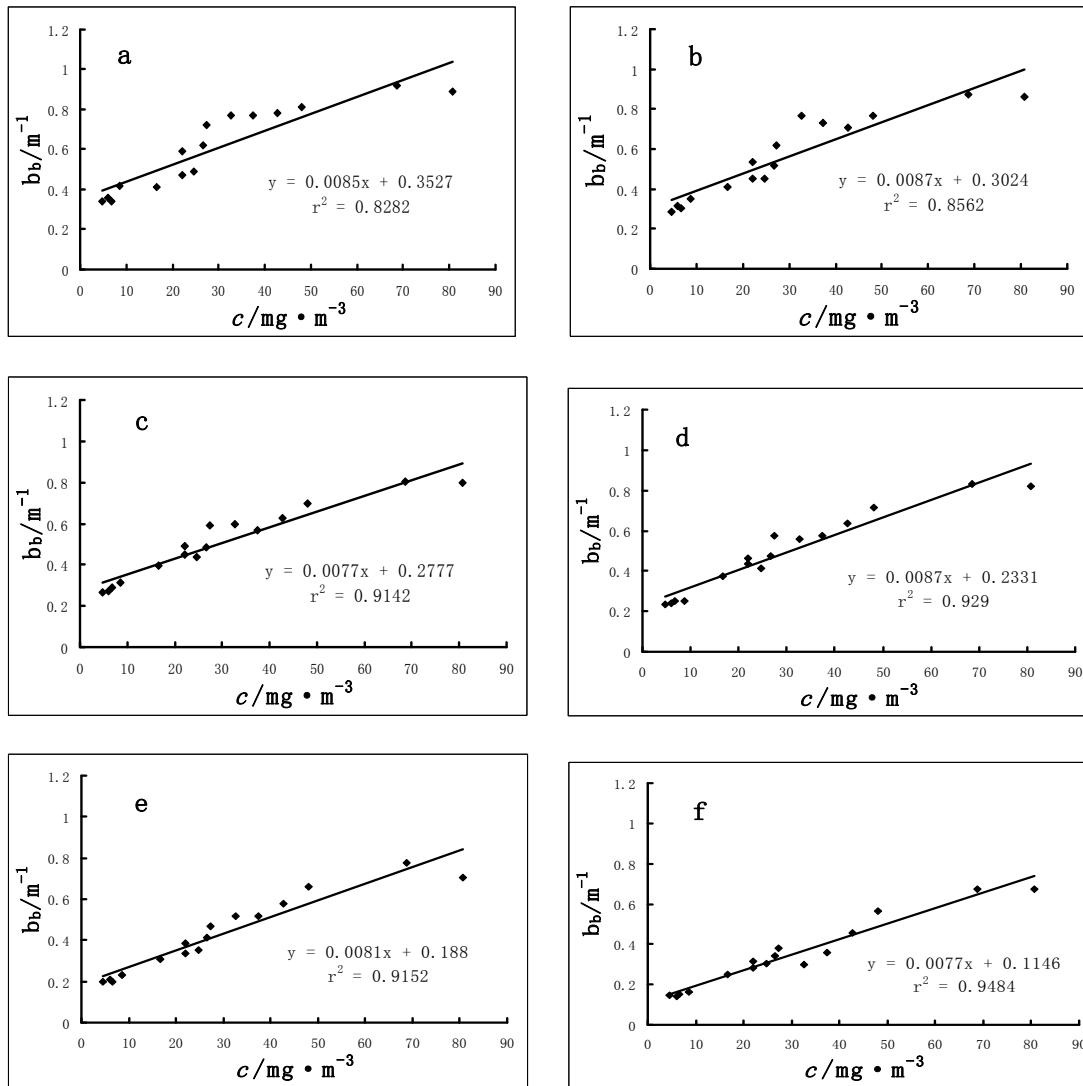 a
1.2
1
0.8
0.6
0.4
0.2
0
b_b/m^{-1}
y = 0.0085x + 0.3527
r² = 0.8282
0 10 20 30 40 50 60 70 80 90
c/mg•m⁻³
b
1.2
1
0.8
0.6
0.4
0.2
0
b_b/m^{-1}
y = 0.0087x + 0.3024
r² = 0.8562
0 10 20 30 40 50 60 70 80 90
c/mg•m⁻³
c
1.2
1
0.8
0.6
0.4
0.2
0
b_b/m^{-1}
y = 0.0077x + 0.2777
r² = 0.9142
0 10 20 30 40 50 60 70 80 90
c/mg•m⁻³
d
1.2
1
0.8
0.6
0.4
0.2
0
b_b/m^{-1}
y = 0.0087x + 0.2331
r² = 0.929
0 10 20 30 40 50 60 70 80 90
c/mg•m⁻³
e
1.2
1
0.8
0.6
0.4
0.2
0
b_b/m^{-1}
y = 0.0081x + 0.188
r² = 0.9152
0 10 20 30 40 50 60 70 80 90
c/mg•m⁻³
f
1.2
1
0.8
0.6
0.4
0.2
0
b_b/m^{-1}
y = 0.0077x + 0.1146
r² = 0.9484
0 10 20 30 40 50 60 70 80 90
c/mg•m⁻³